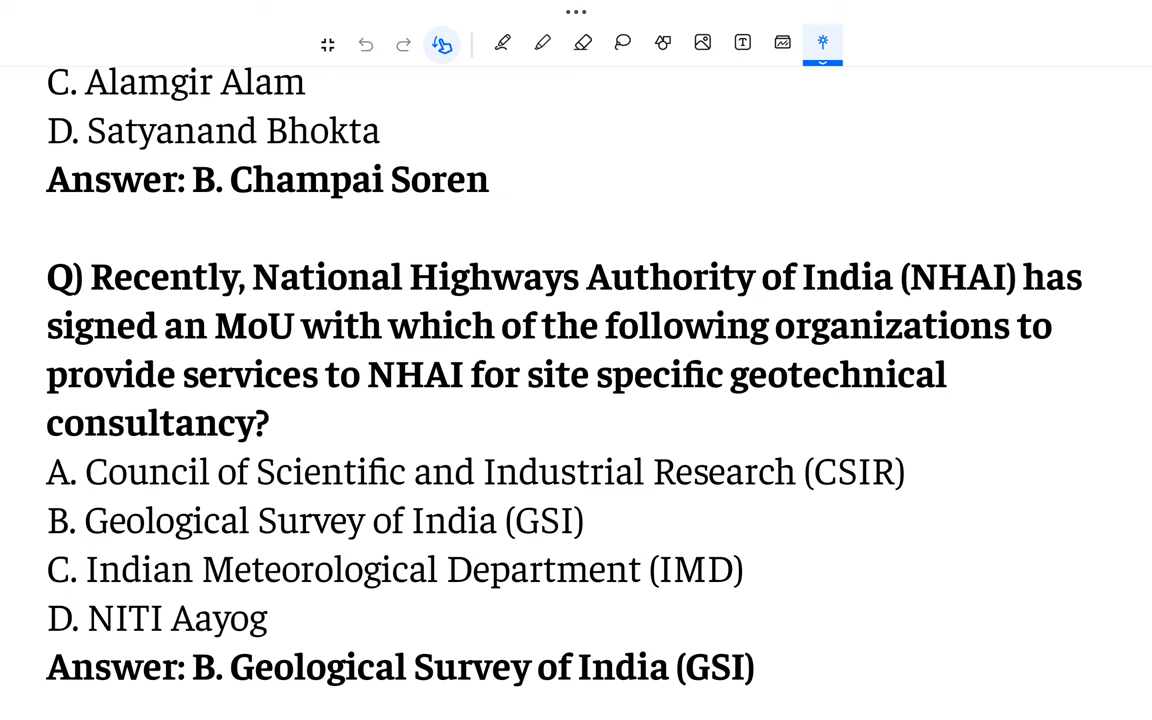 C. Alamgir Alam
D. Satyanand Bhokta
Answer: B. Champai Soren
Q) Recently, National Highways Authority of India (NHAI) has
signed an MoU with which of the following organizations to
provide services to NHAI for site specific geotechnical
consultancy?
A. Council of Scientific and Industrial Research (CSIR)
B. Geological Survey of India (GSI)
C. Indian Meteorological Department (IMD)
D. NITI Aayog
Answer: B. Geological Survey of India (GSI)